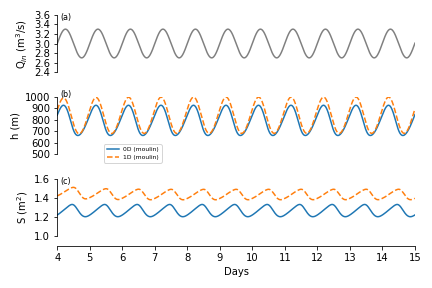 (a)
3.6
3.4
3.2
3.0
2.8
2.6
2.4
Q_in (m³/s)
(b)
1000
900
800
700
600
500
h (m)
0D (moulin)
1D (moulin)
(c)
1.6
1.4
1.2
1.0
S (m²)
4 5 6 7 8 9 10 11 12 13 14 15
Days